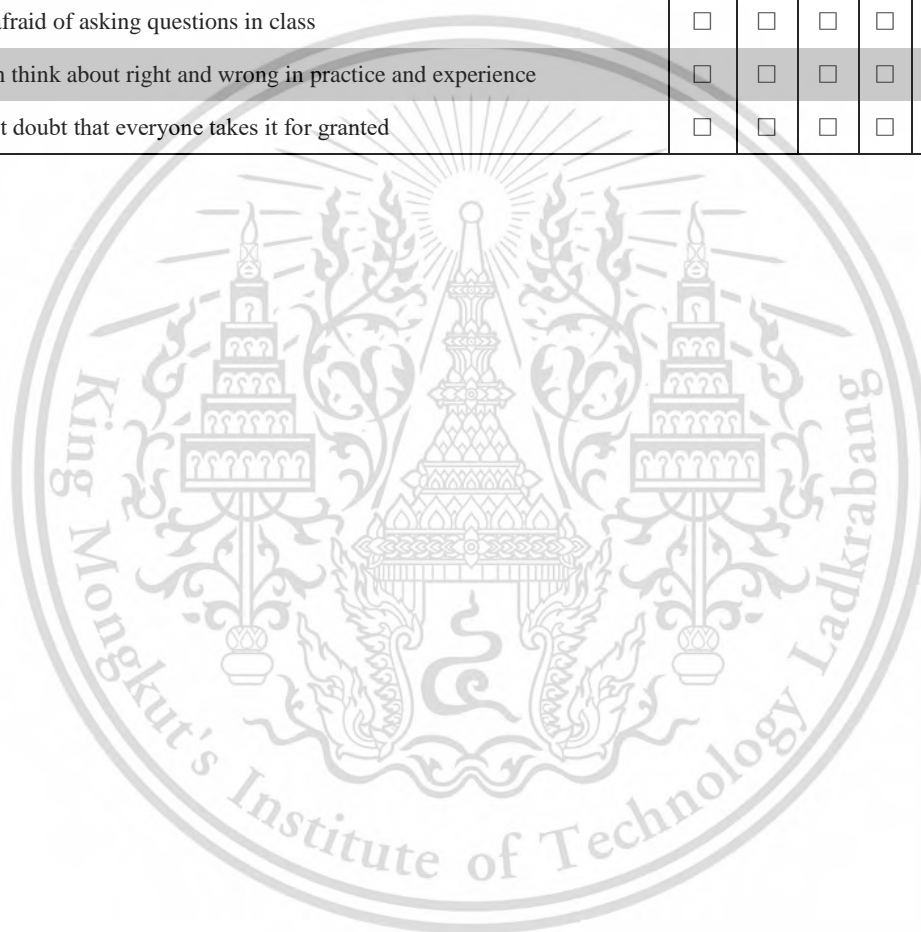 afraid of asking questions in class □ □ □ □
n think about right and wrong in practice and experience □ □ □ □
t doubt that everyone takes it for granted □ □ □ □
King Mongkut's Institute of Technology Ladkrabang